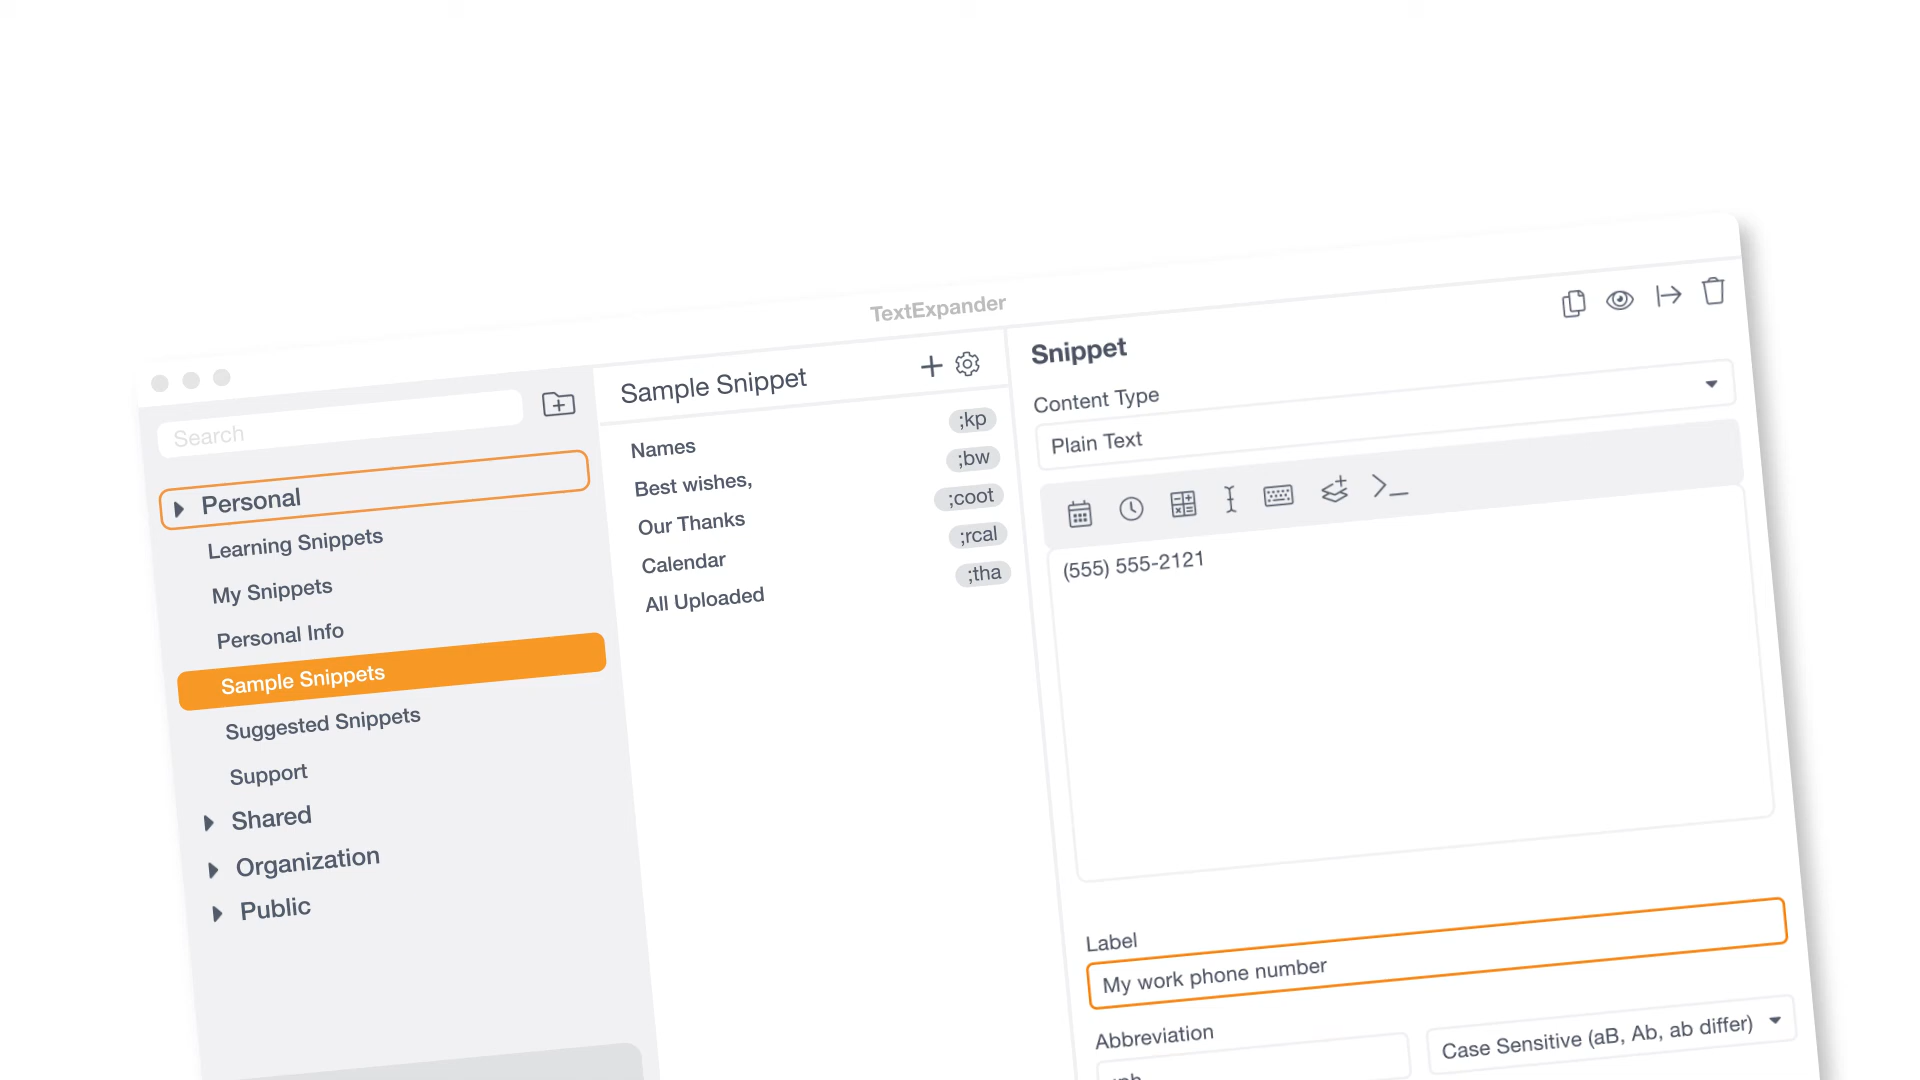 TextExpander
Search
Personal
Learning Snippets
My Snippets
Personal Info
Sample Snippets
Suggested Snippets
Support
Shared
Organization
Public
Sample Snippet
Names ;kp
Best wishes, ;bw
Our Thanks ;coot
Calendar ;rcal
All Uploaded ;tha
Snippet
Content Type
Plain Text
(555) 555-2121
Label
My work phone number
Abbreviation
Case Sensitive (aB, Ab, ab differ)